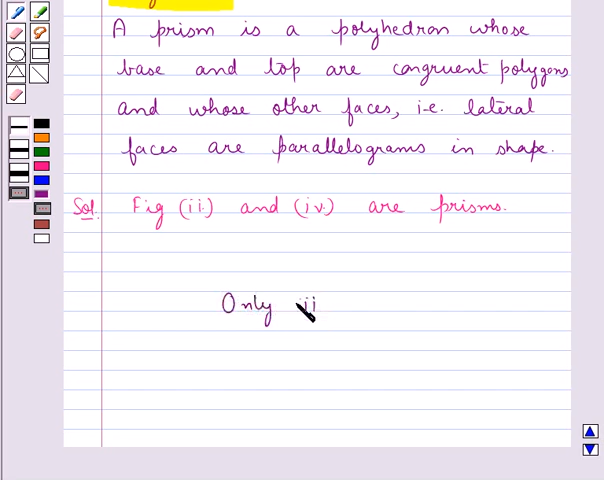 A prism is a polyhedron whose
base and top are congruent polygons
and whose other faces, i.e. lateral
faces are parallelograms in shape.
Sol. Fig (ii) and (iv) are prisms.
Only ii